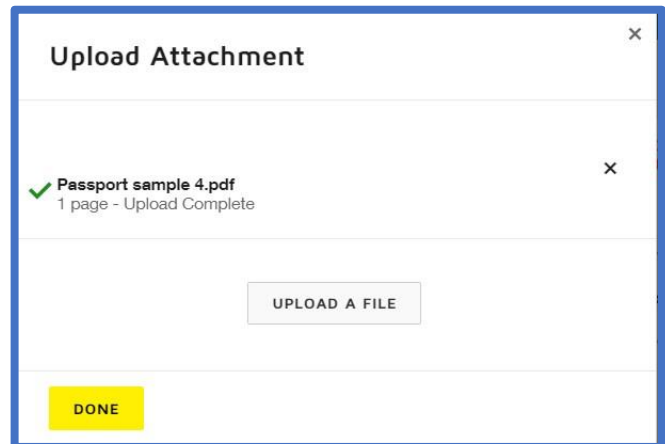 Upload Attachment
Passport sample 4.pdf
1 page - Upload Complete
UPLOAD A FILE
DONE